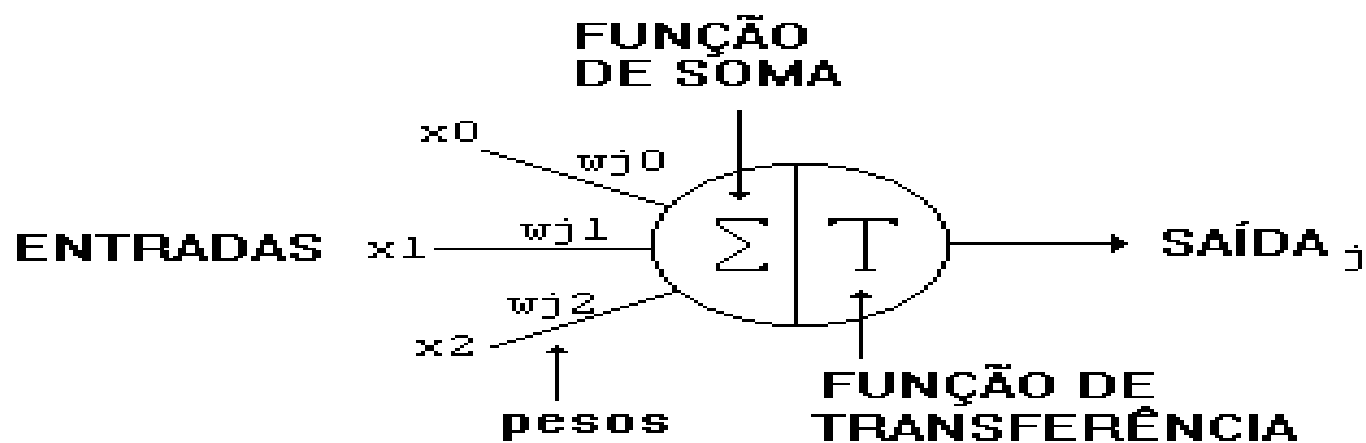 FUNÇÃO
DE SOMA
x0
wj0
ENTRADAS x1 wj1 Σ T SAÍDA j
wj2
x2
pesos
FUNÇÃO DE
TRANSFERÊNCIA